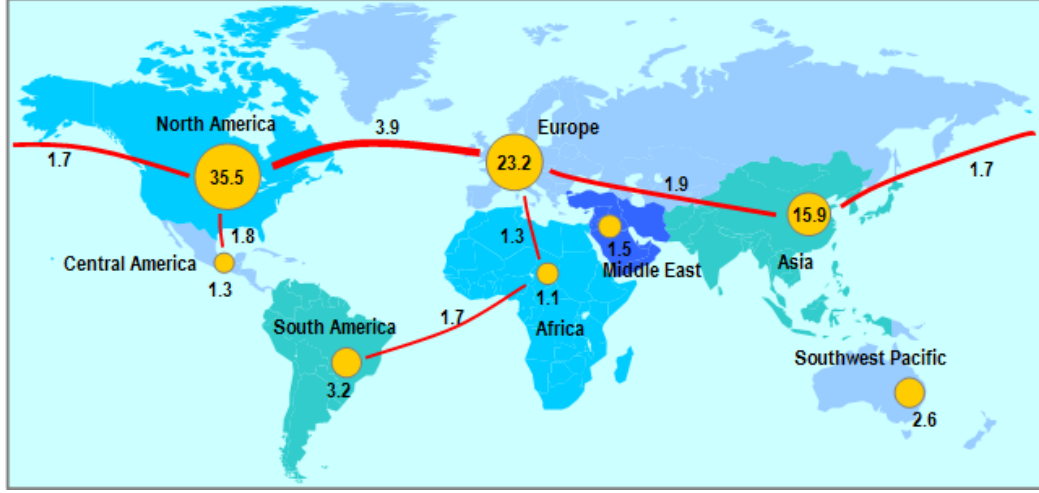 North America
3.9
Europe
1.7
35.5
23.2
1.9
1.7
15.9
1.8
1.3
1.5
Central America
Middle East
Asia
1.3
1.1
South America
1.7
Africa
Southwest Pacific
3.2
2.6